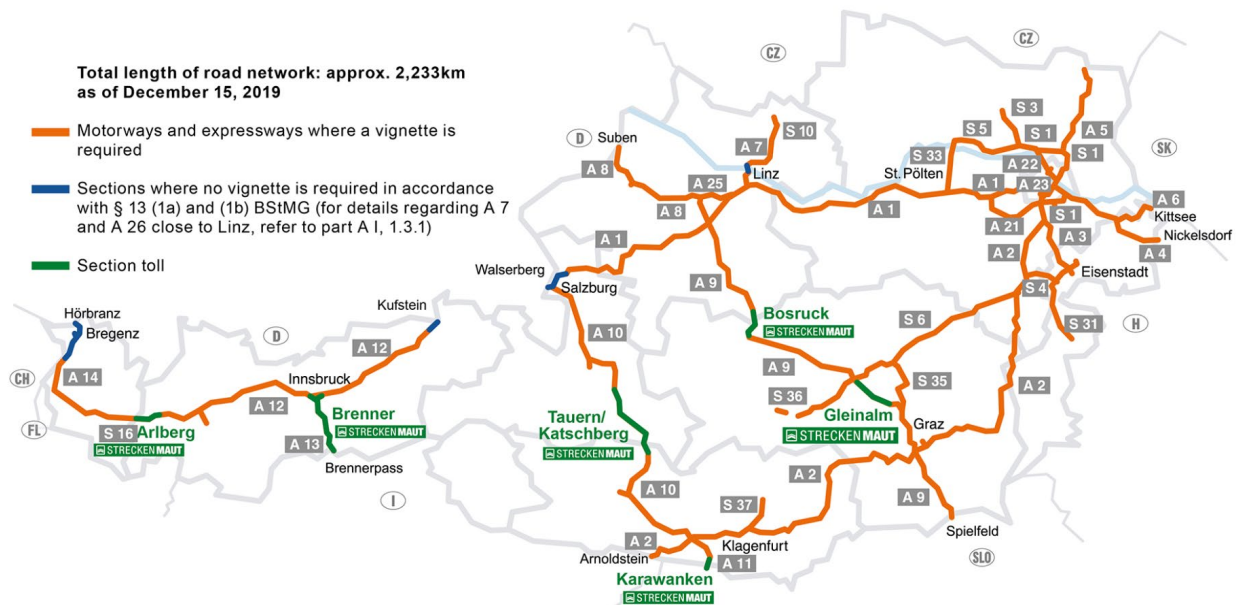 Total length of road network: approx. 2,233km
as of December 15, 2019
Motorways and expressways where a vignette is
required
Sections where no vignette is required in accordance
with § 13 (1a) and (1b) BStMG (for details regarding A 7
and A 26 close to Linz, refer to part A I, 1.3.1)
Section toll
CZ
CZ
D
Suben
A 8
A 7
S 10
Linz
A 25
A 8
A 1
S 3
S 5
S 1
A 5
S 33
A 22
S 1
SK
St. Pölten
A 1
A 23
A 1
A 21
S 1
A 6
Kittsee
Nickelsdorf
A 4
A 2
A 3
Eisenstadt
Walserberg
Salzburg
A 9
S 4
S 31
H
Hörbranz
Bregenz
D
Kufstein
A 12
A 10
Bosruck
STRECKENMAUT
S 6
CH
A 14
Innsbruck
A 12
A 9
S 35
A 2
S 36
FL
S 16
Arlberg
STRECKENMAUT
Brenner
STRECKENMAUT
A 13
Brennerpass
Tauern/
Katschberg
STRECKENMAUT
Gleinalm
STRECKENMAUT
Graz
I
A 10
A 2
A 9
S 37
Spielfeld
A 2
Arnoldstein
Klagenfurt
A 11
Karawanken
STRECKENMAUT
SLO